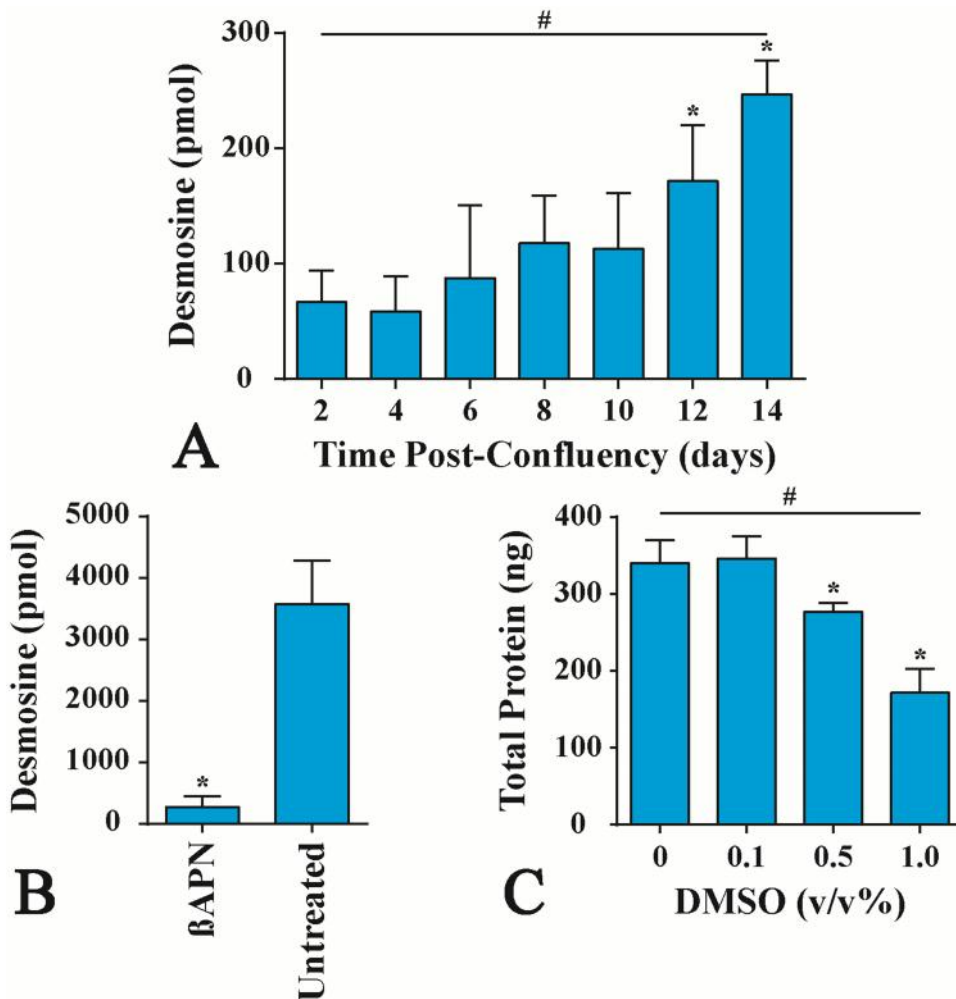 #
300
*
*
200
100
0
Desmosine (pmol)
2 4 6 8 10 12 14
Time Post-Confluency (days)
A
5000
4000
3000
2000
1000
0
Desmosine (pmol)
*
ßAPN
Untreated
B
#
400
300
200
100
0
Total Protein (ng)
*
*
0 0.1 0.5 1.0
DMSO (v/v%)
C